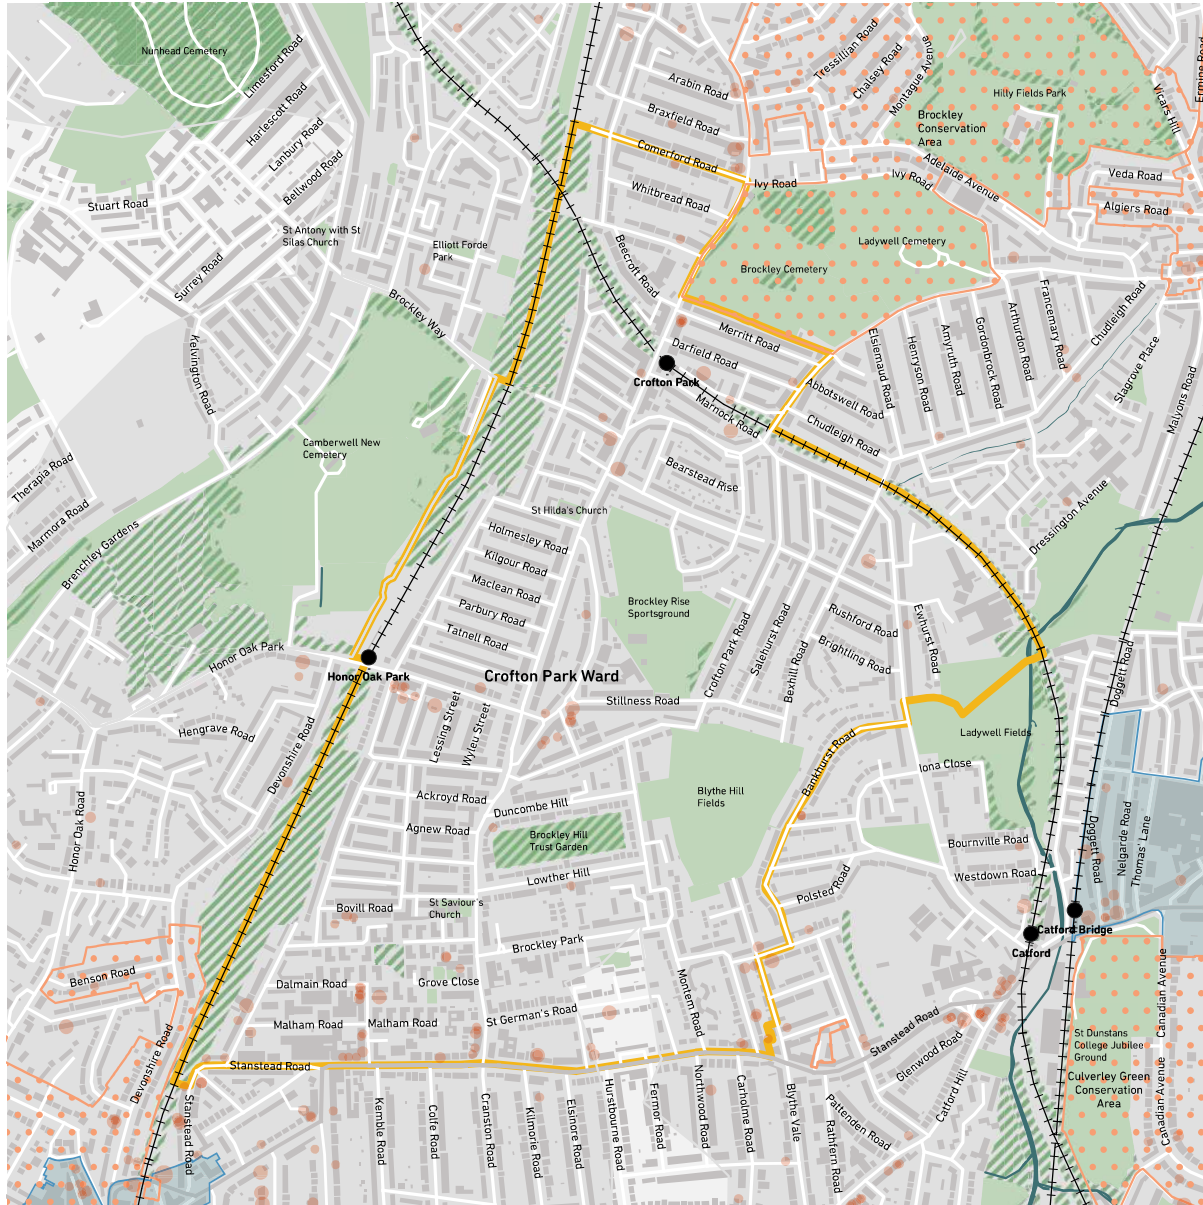 Nunhead Cemetery
Limesford Road
Harlescott Road
Lanbury Road
Bellwood Road
Stuart Road
St Antony with St
Silas Church
Surrey Road
Elliott Forde
Park
Brockley Way
Kelvington Road
Arabin Road
Braxfield Road
Comerford Road
Whitbread Road
Beecroft Road
Ivy Road
Tressillian Road
Chalsey Road
Montague Avenue
Hilly Fields Park
Brockley
Conservation
Area
Vicars Hill
Ermine Road
Adelaide Avenue
Ivy Road
Veda Road
Algiers Road
Ladywell Cemetery
Brockley Cemetery
Merritt Road
Darfield Road
Crofton Park
Marnock Road
Abbotswell Road
Chudleigh Road
Elsiemaud Road
Henryson Road
Amyruth Road
Gordonbrock Road
Arthurdon Road
Francemary Road
Chudleigh Road
Slagrove Place
Malyons Road
Camberwell New
Cemetery
Therapia Road
Marmora Road
Brenchley Gardens
Bearstead Rise
St Hilda's Church
Holmesley Road
Kilgour Road
Maclean Road
Parbury Road
Tatnell Road
Brockley Rise
Sportsground
Dressington Avenue
Crofton Park Road
Salehurst Road
Bexhill Road
Rushford Road
Brightling Road
Ewhurst Road
Honor Oak Park
Honor Oak Park
Crofton Park Ward
Stillness Road
Doggett Road
Hengrave Road
Devonshire Road
Lessing Street
Wyleu Street
Ladywell Fields
Bankhurst Road
Iona Close
Honor Oak Road
Ackroyd Road
Agnew Road
Duncombe Hill
Blythe Hill
Fields
Brockley Hill
Trust Garden
Lowther Hill
Bournville Road
Westdown Road
Doggett Road
Nelgarde Road
Thomas' Lane
Polsted Road
Bovill Road
St Saviour's
Church
Brockley Park
Catford Bridge
Catford
Benson Road
Dalmain Road
Grove Close
Malham Road
Malham Road
St German's Road
Montem Road
Canadian Avenue
Stanstead Road
Glenwood Road
Catford Hill
St Dunstans
College Jubilee
Ground
Culverley Green
Conservation
Area
Canadian Avenue
Devonshire Road
Stanstead Road
Stanstead Road
Kemble Road
Colfe Road
Cranston Road
Kilmorie Road
Elsinore Road
Hurstbourne Road
Fermor Road
Northwood Road
Carholme Road
Blythe Vale
Rathfern Road
Pattenden Road